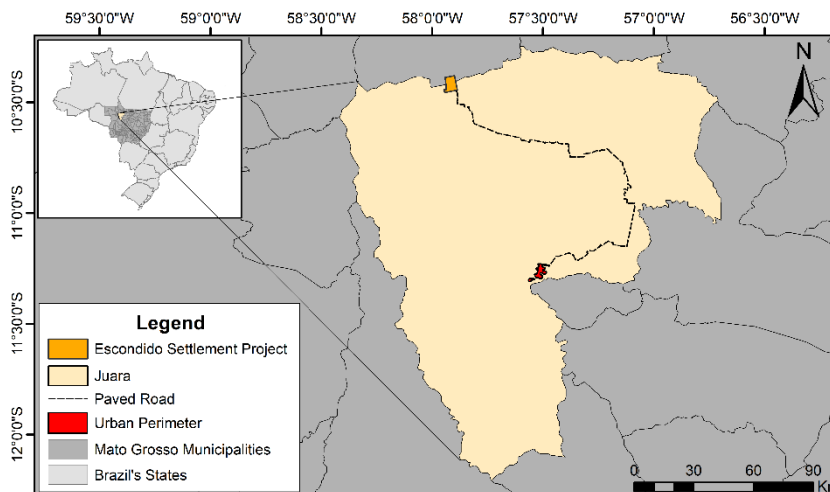 59°30'0"W 59°0'0"W 58°30'0"W 58°0'0"W 57°30'0"W 57°0'0"W 56°30'0"W
N
10°30'0"S
11°0'0"S
11°30'0"S
12°0'0"S
Legend
Escondido Settlement Project
Juara
Paved Road
Urban Perimeter
Mato Grosso Municipalities
Brazil's States
0 15 30 60 90
K